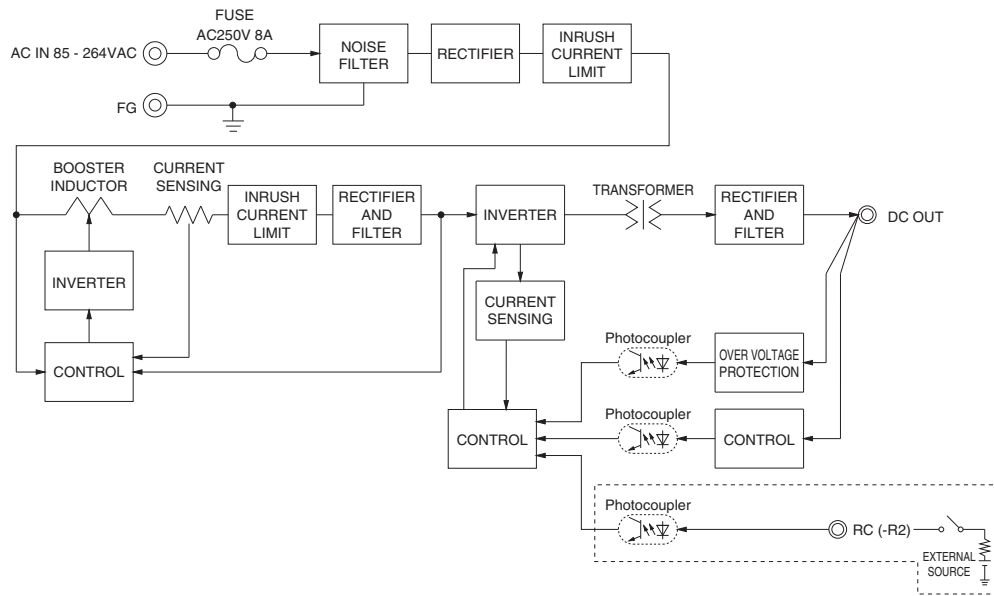 FUSE
AC250V 8A
AC IN 85 - 264VAC
NOISE
FILTER
RECTIFIER
INRUSH
CURRENT
LIMIT
FG
BOOSTER
INDUCTOR
CURRENT
SENSING
INRUSH
CURRENT
LIMIT
RECTIFIER
AND
FILTER
INVERTER
TRANSFORMER
RECTIFIER
AND
FILTER
DC OUT
INVERTER
CURRENT
SENSING
CONTROL
Photocoupler
OVER VOLTAGE
PROTECTION
CONTROL
Photocoupler
CONTROL
Photocoupler
RC (-R2)
EXTERNAL
SOURCE